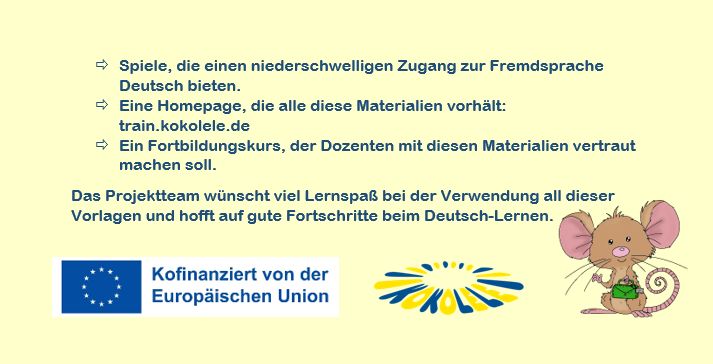 ⇨ Spiele, die einen niederschwelligen Zugang zur Fremdsprache
Deutsch bieten.
⇨ Eine Homepage, die alle diese Materialien vorhält:
train.kokolele.de
⇨ Ein Fortbildungskurs, der Dozenten mit diesen Materialien vertraut
machen soll.
Das Projektteam wünscht viel Lernspaß bei der Verwendung all dieser
Vorlagen und hofft auf gute Fortschritte beim Deutsch-Lernen.
Kofinanziert von der
Europäischen Union
KOKOLELE